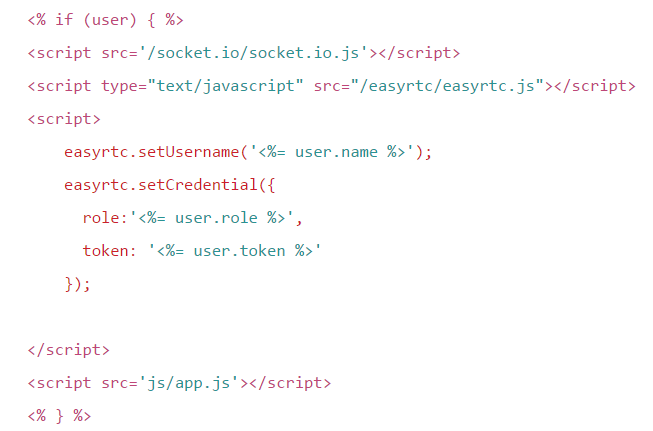 <% if (user) { %>
<script src='/socket.io/socket.io.js'></script>
<script type="text/javascript" src="/easyrtc/easyrtc.js"></script>
<script>
easyrtc.setUsername('<%= user.name %>');
easyrtc.setCredential({
role:'<%= user.role %>',
token: '<%= user.token %>'
});
</script>
<script src='js/app.js'></script>
<% } %>